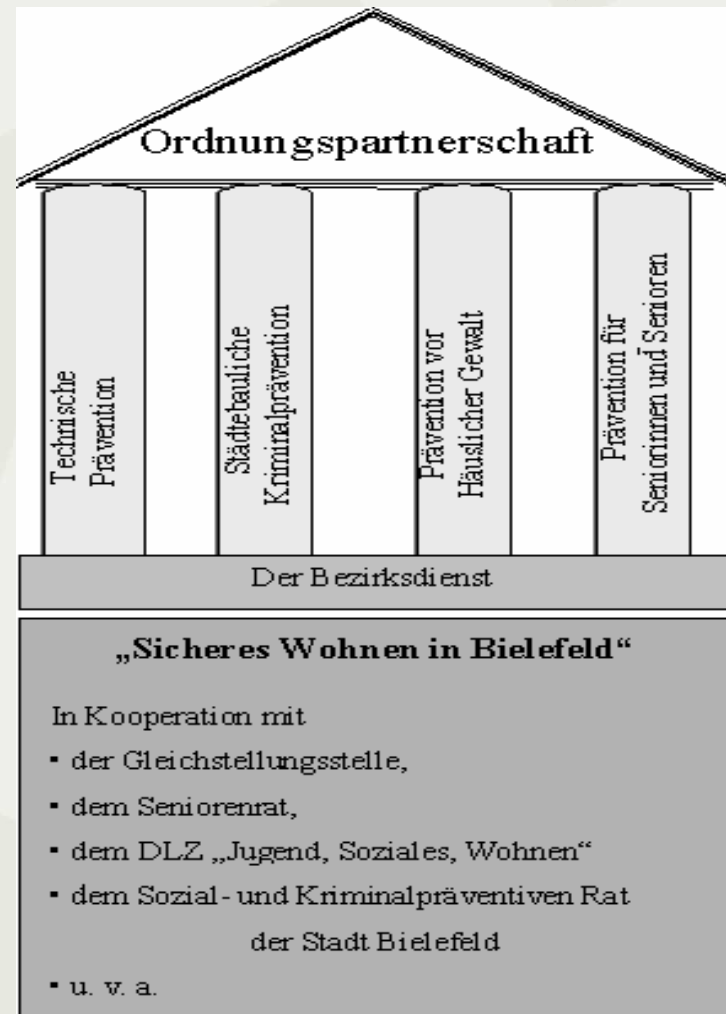 Ordnungspartnerschaft
Technische
Prävention
Städtebauliche
Kriminalprävention
Prävention vor
Häuslicher Gewalt
Prävention für
Seniorinnen und Senioren
Der Bezirksdienst
„Sicheres Wohnen in Bielefeld“
In Kooperation mit
▪ der Gleichstellungsstelle,
▪ dem Seniorenrat,
▪ dem DLZ „Jugend, Soziales, Wohnen“
▪ dem Sozial- und Kriminalpräventiven Rat
der Stadt Bielefeld
▪ u. v. a.